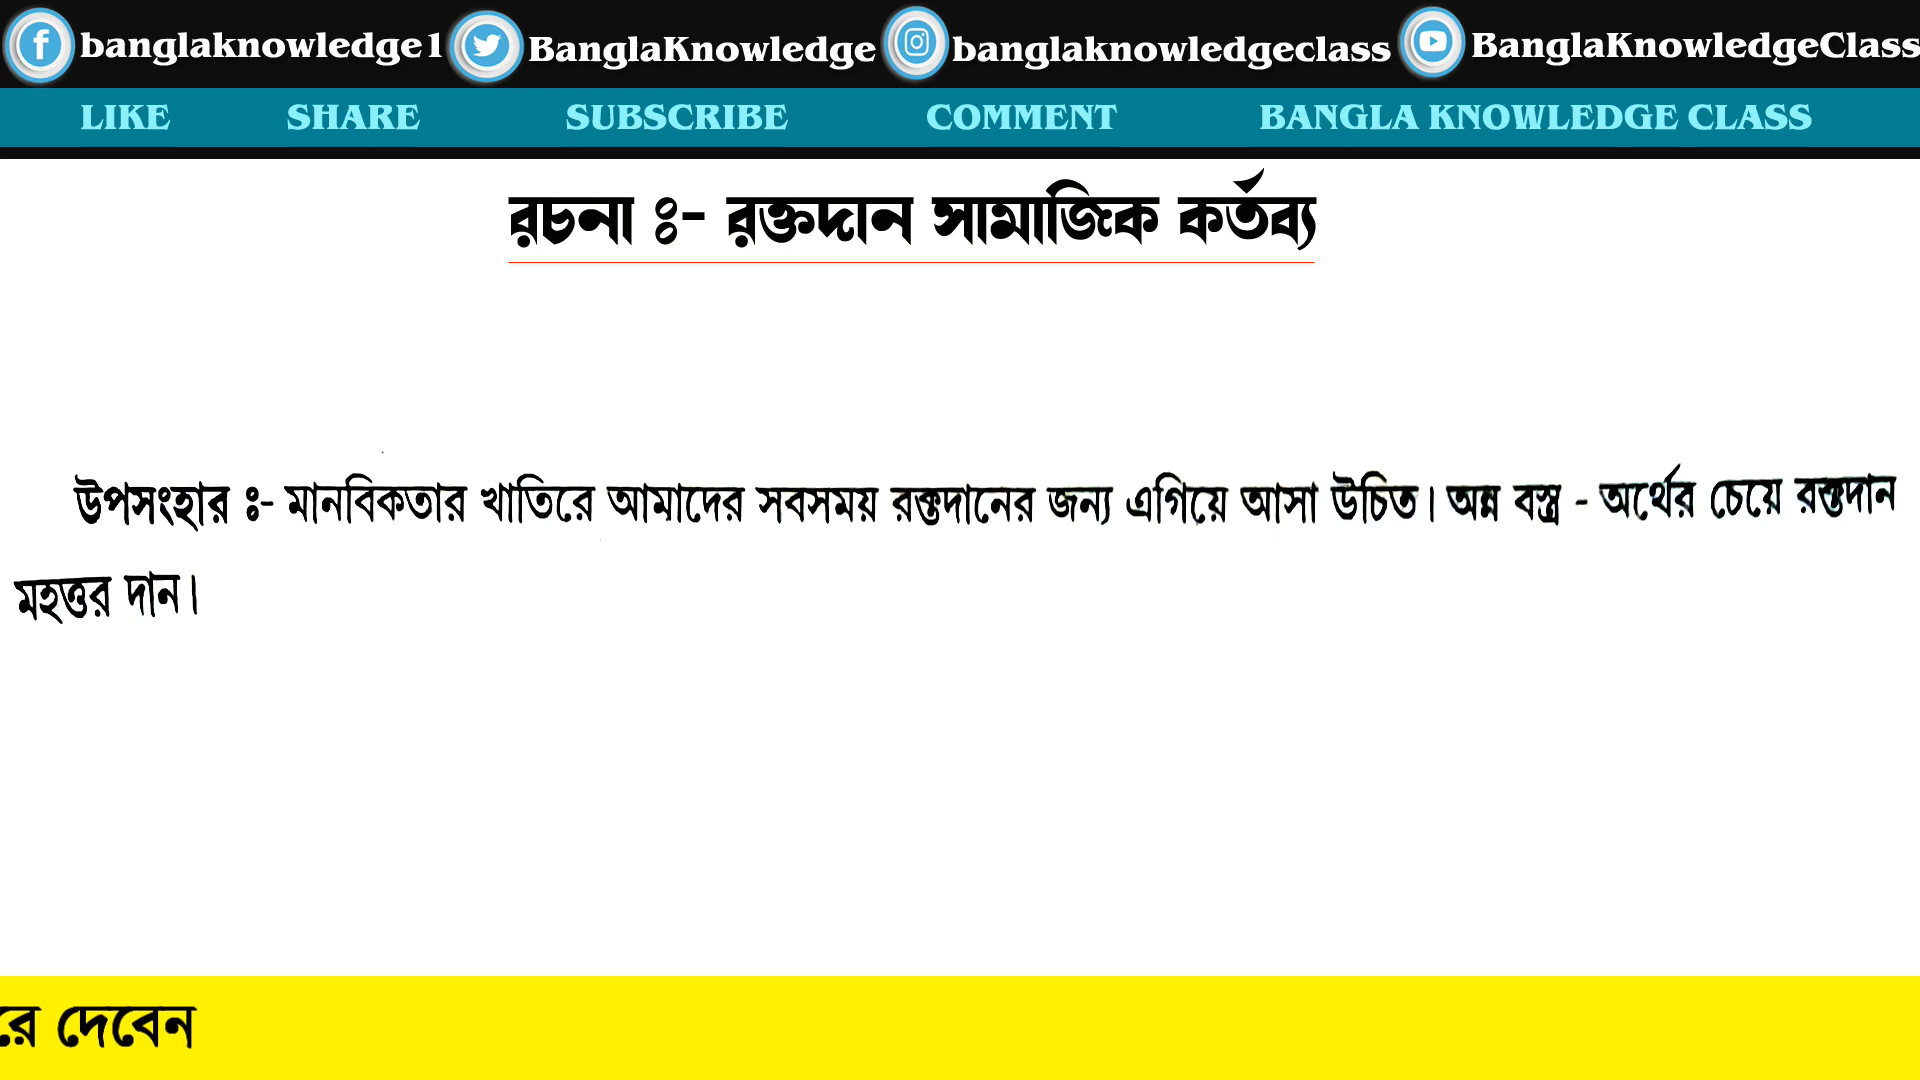 banglaknowledge1 BanglaKnowledge banglaknowledgeclass BanglaKnowledgeClass
LIKE SHARE SUBSCRIBE COMMENT BANGLA KNOWLEDGE CLASS
রচনা ঃ- রক্তদান সামাজিক কর্তব্য
উপসংহার ঃ- মানবিকতার খাতিরে আমাদের সবসময় রক্তদানের জন্য এগিয়ে আসা উচিত। অন্ন বস্ত্র - অর্থের চেয়ে রক্তদান
মহত্তর দান।
রে দেবেন